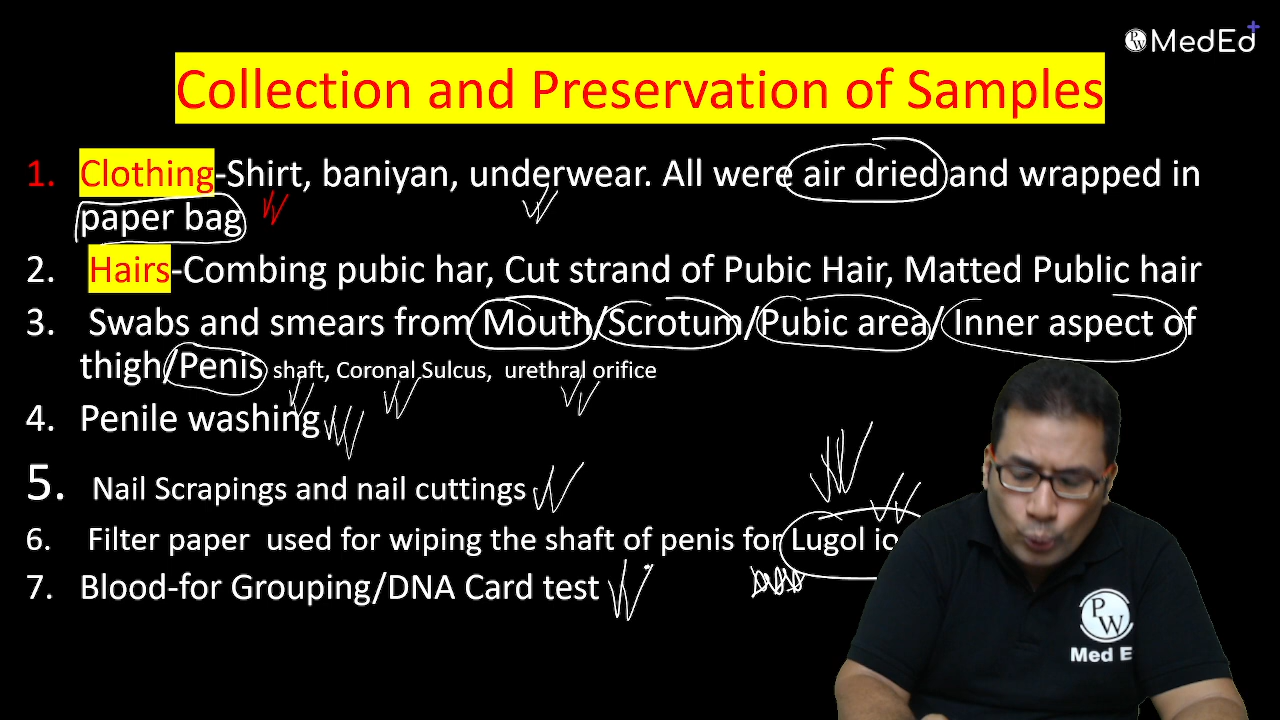 PW MedEd+
Collection and Preservation of Samples
1. Clothing-Shirt, baniyan, underwear. All were air dried and wrapped in
paper bag
2. Hairs-Combing pubic har, Cut strand of Pubic Hair, Matted Public hair
3. Swabs and smears from Mouth/Scrotum/Pubic area/ Inner aspect of
thigh/Penis shaft, Coronal Sulcus, urethral orifice
4. Penile washing
5. Nail Scrapings and nail cuttings
6. Filter paper used for wiping the shaft of penis for Lugol
7. Blood-for Grouping/DNA Card test
PW
Med E